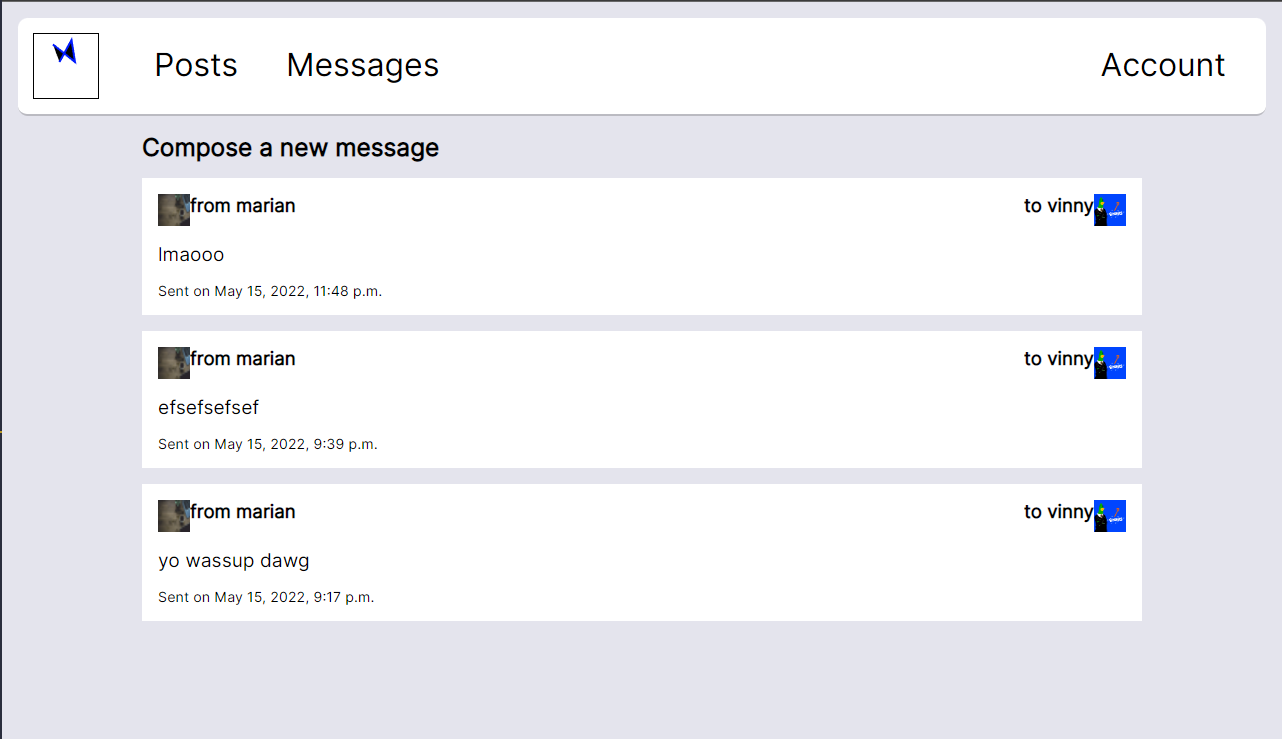 Posts Messages Account
Compose a new message
from marian to vinny
lmaooo
Sent on May 15, 2022, 11:48 p.m.
from marian to vinny
efsefsefsef
Sent on May 15, 2022, 9:39 p.m.
from marian to vinny
yo wassup dawg
Sent on May 15, 2022, 9:17 p.m.